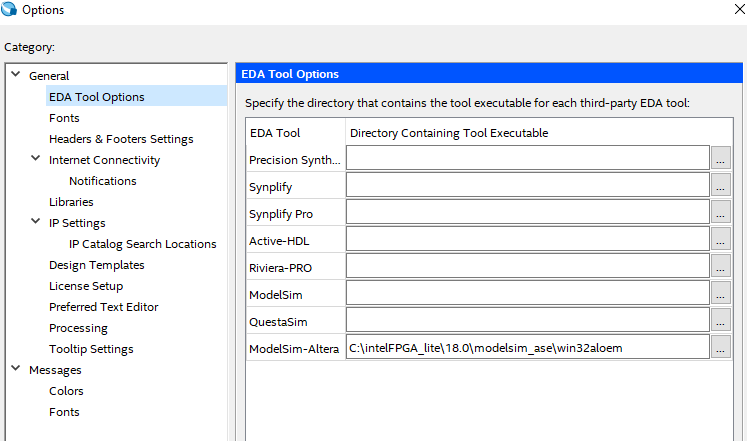 Options
Category:
General
EDA Tool Options
Fonts
Headers & Footers Settings
Internet Connectivity
Notifications
Libraries
IP Settings
IP Catalog Search Locations
Design Templates
License Setup
Preferred Text Editor
Processing
Tooltip Settings
Messages
Colors
Fonts
EDA Tool Options
Specify the directory that contains the tool executable for each third-party EDA tool:
EDA Tool Directory Containing Tool Executable
Precision Synth... ...
Synplify ...
Synplify Pro ...
Active-HDL ...
Riviera-PRO ...
ModelSim ...
QuestaSim ...
ModelSim-Altera C:\intelFPGA_lite\18.0\modelsim_ase\win32aloem ...